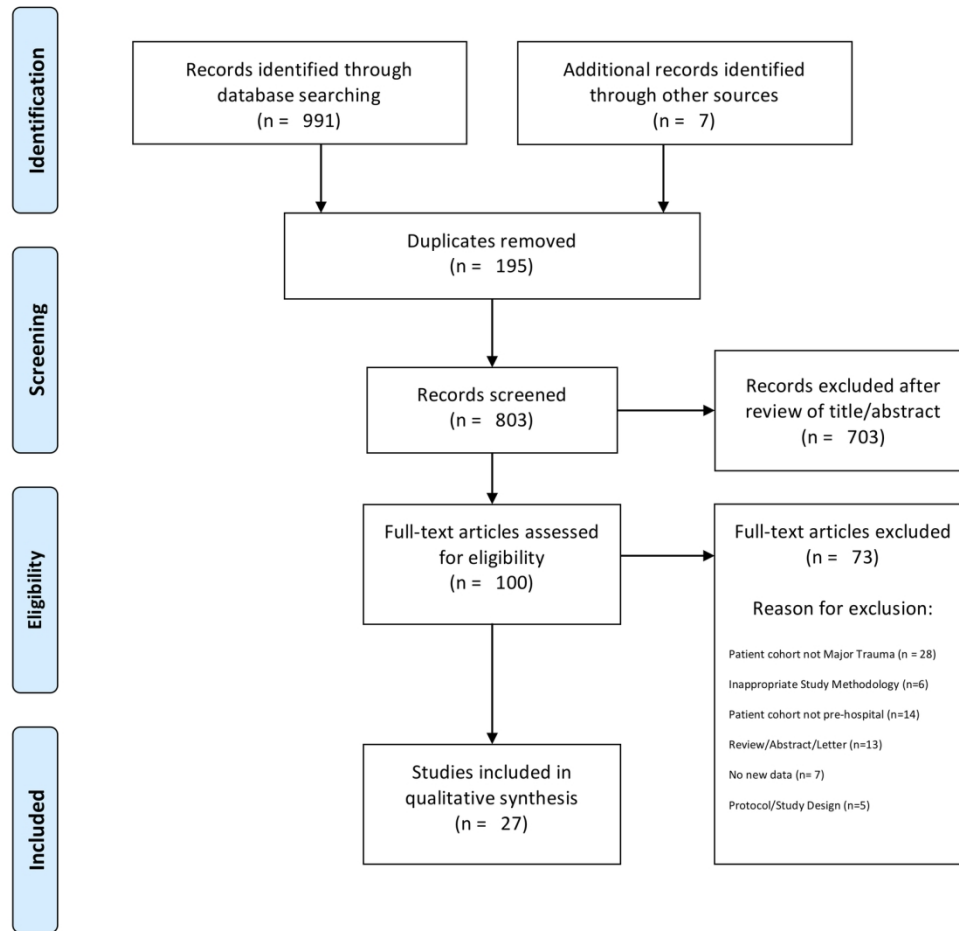 Identification
Records identified through
database searching
(n = 991)
Additional records identified
through other sources
(n = 7)
Duplicates removed
(n = 195)
Screening
Records screened
(n = 803)
Records excluded after
review of title/abstract
(n = 703)
Eligibility
Full-text articles assessed
for eligibility
(n = 100)
Full-text articles excluded
(n = 73)
Reason for exclusion:
Patient cohort not Major Trauma (n = 28)
Inappropriate Study Methodology (n=6)
Patient cohort not pre-hospital (n=14)
Review/Abstract/Letter (n=13)
No new data (n= 7)
Protocol/Study Design (n=5)
Included
Studies included in
qualitative synthesis
(n = 27)